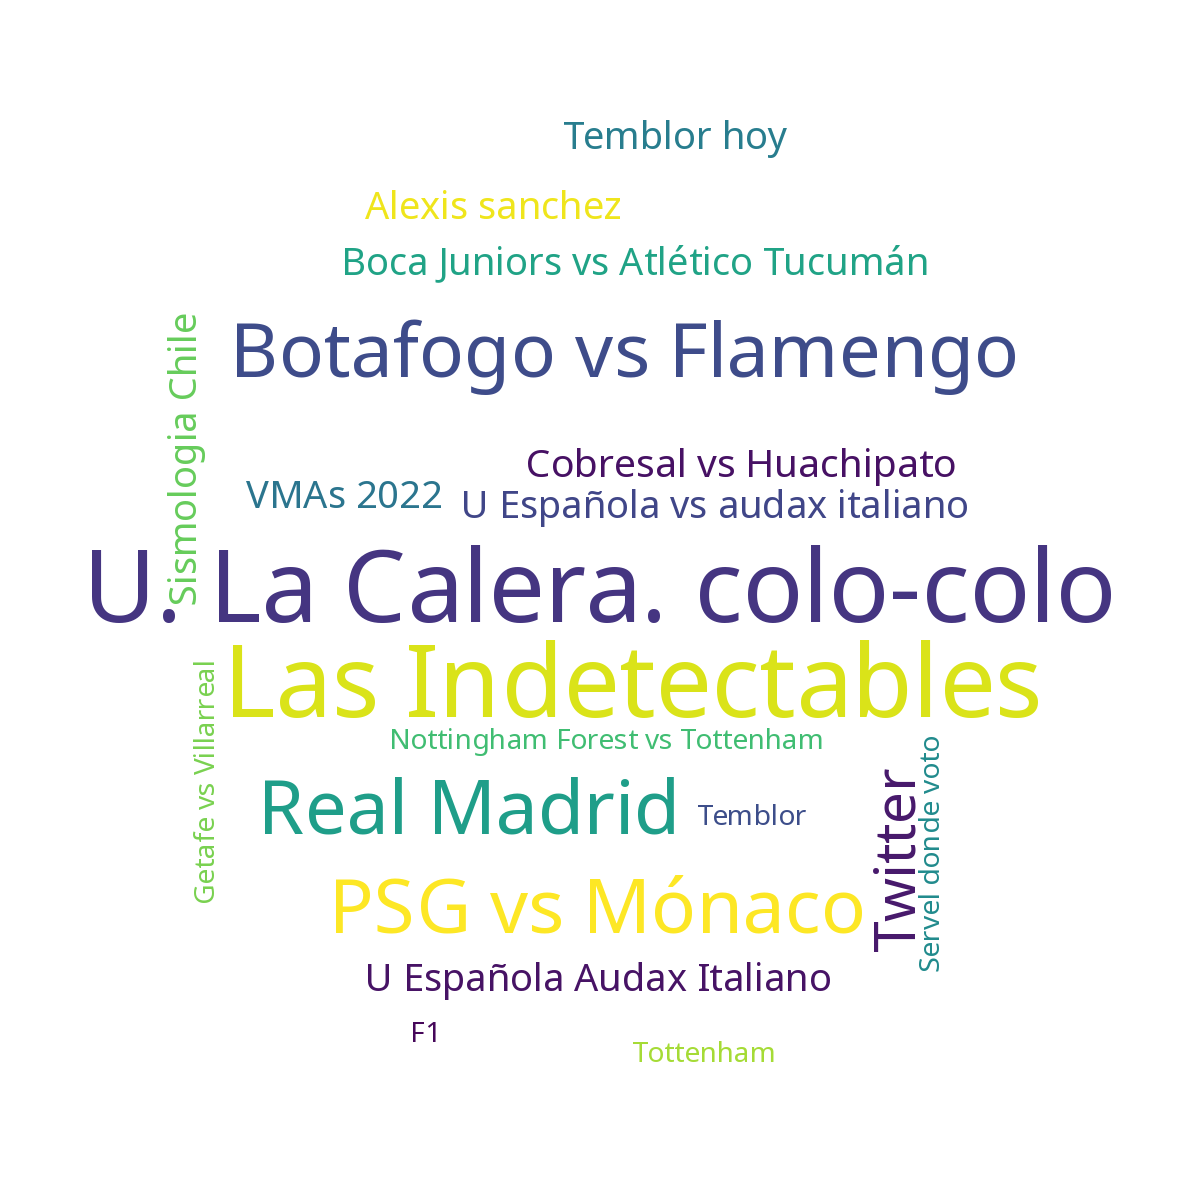 Temblor hoy
Alexis sanchez
Boca Juniors vs Atlético Tucumán
Sismologia Chile
Botafogo vs Flamengo
Cobresal vs Huachipato
VMAs 2022
U Española vs audax italiano
U. La Calera. colo-colo
Las Indetectables
Getafe vs Villarreal
Nottingham Forest vs Tottenham
Real Madrid
Temblor
Twitter
Servel donde voto
PSG vs Mónaco
U Española Audax Italiano
F1
Tottenham